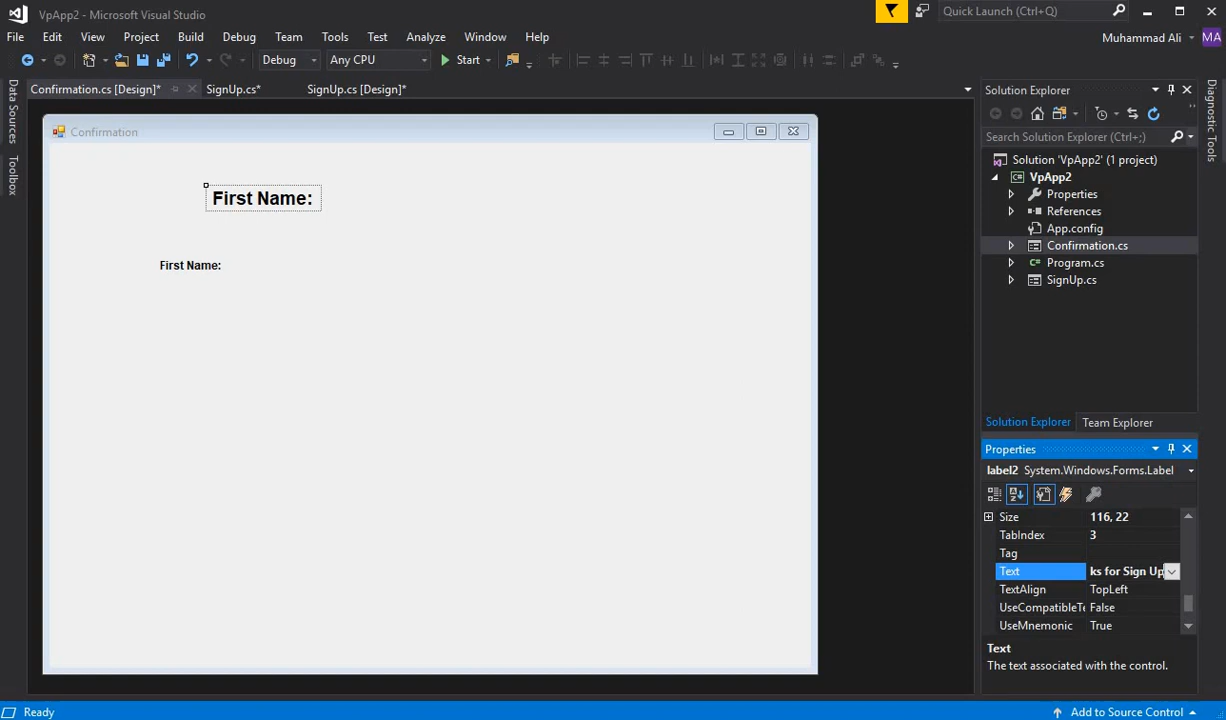 VpApp2 - Microsoft Visual Studio
Quick Launch (Ctrl+Q)
File Edit View Project Build Debug Team Tools Test Analyze Window Help
Muhammad Ali MA
Debug Any CPU Start
Data Sources
Toolbox
Confirmation.cs [Design]* SignUp.cs* SignUp.cs [Design]*
Confirmation
First Name:
First Name:
Solution Explorer
Search Solution Explorer (Ctrl+;)
Solution 'VpApp2' (1 project)
VpApp2
Properties
References
App.config
Confirmation.cs
Program.cs
SignUp.cs
Solution Explorer Team Explorer
Diagnostic Tools
Properties
label2 System.Windows.Forms.Label
Size 116, 22
TabIndex 3
Tag
Text ks for Sign Up
TextAlign TopLeft
UseCompatibleTe False
UseMnemonic True
Text
The text associated with the control.
Ready
Add to Source Control